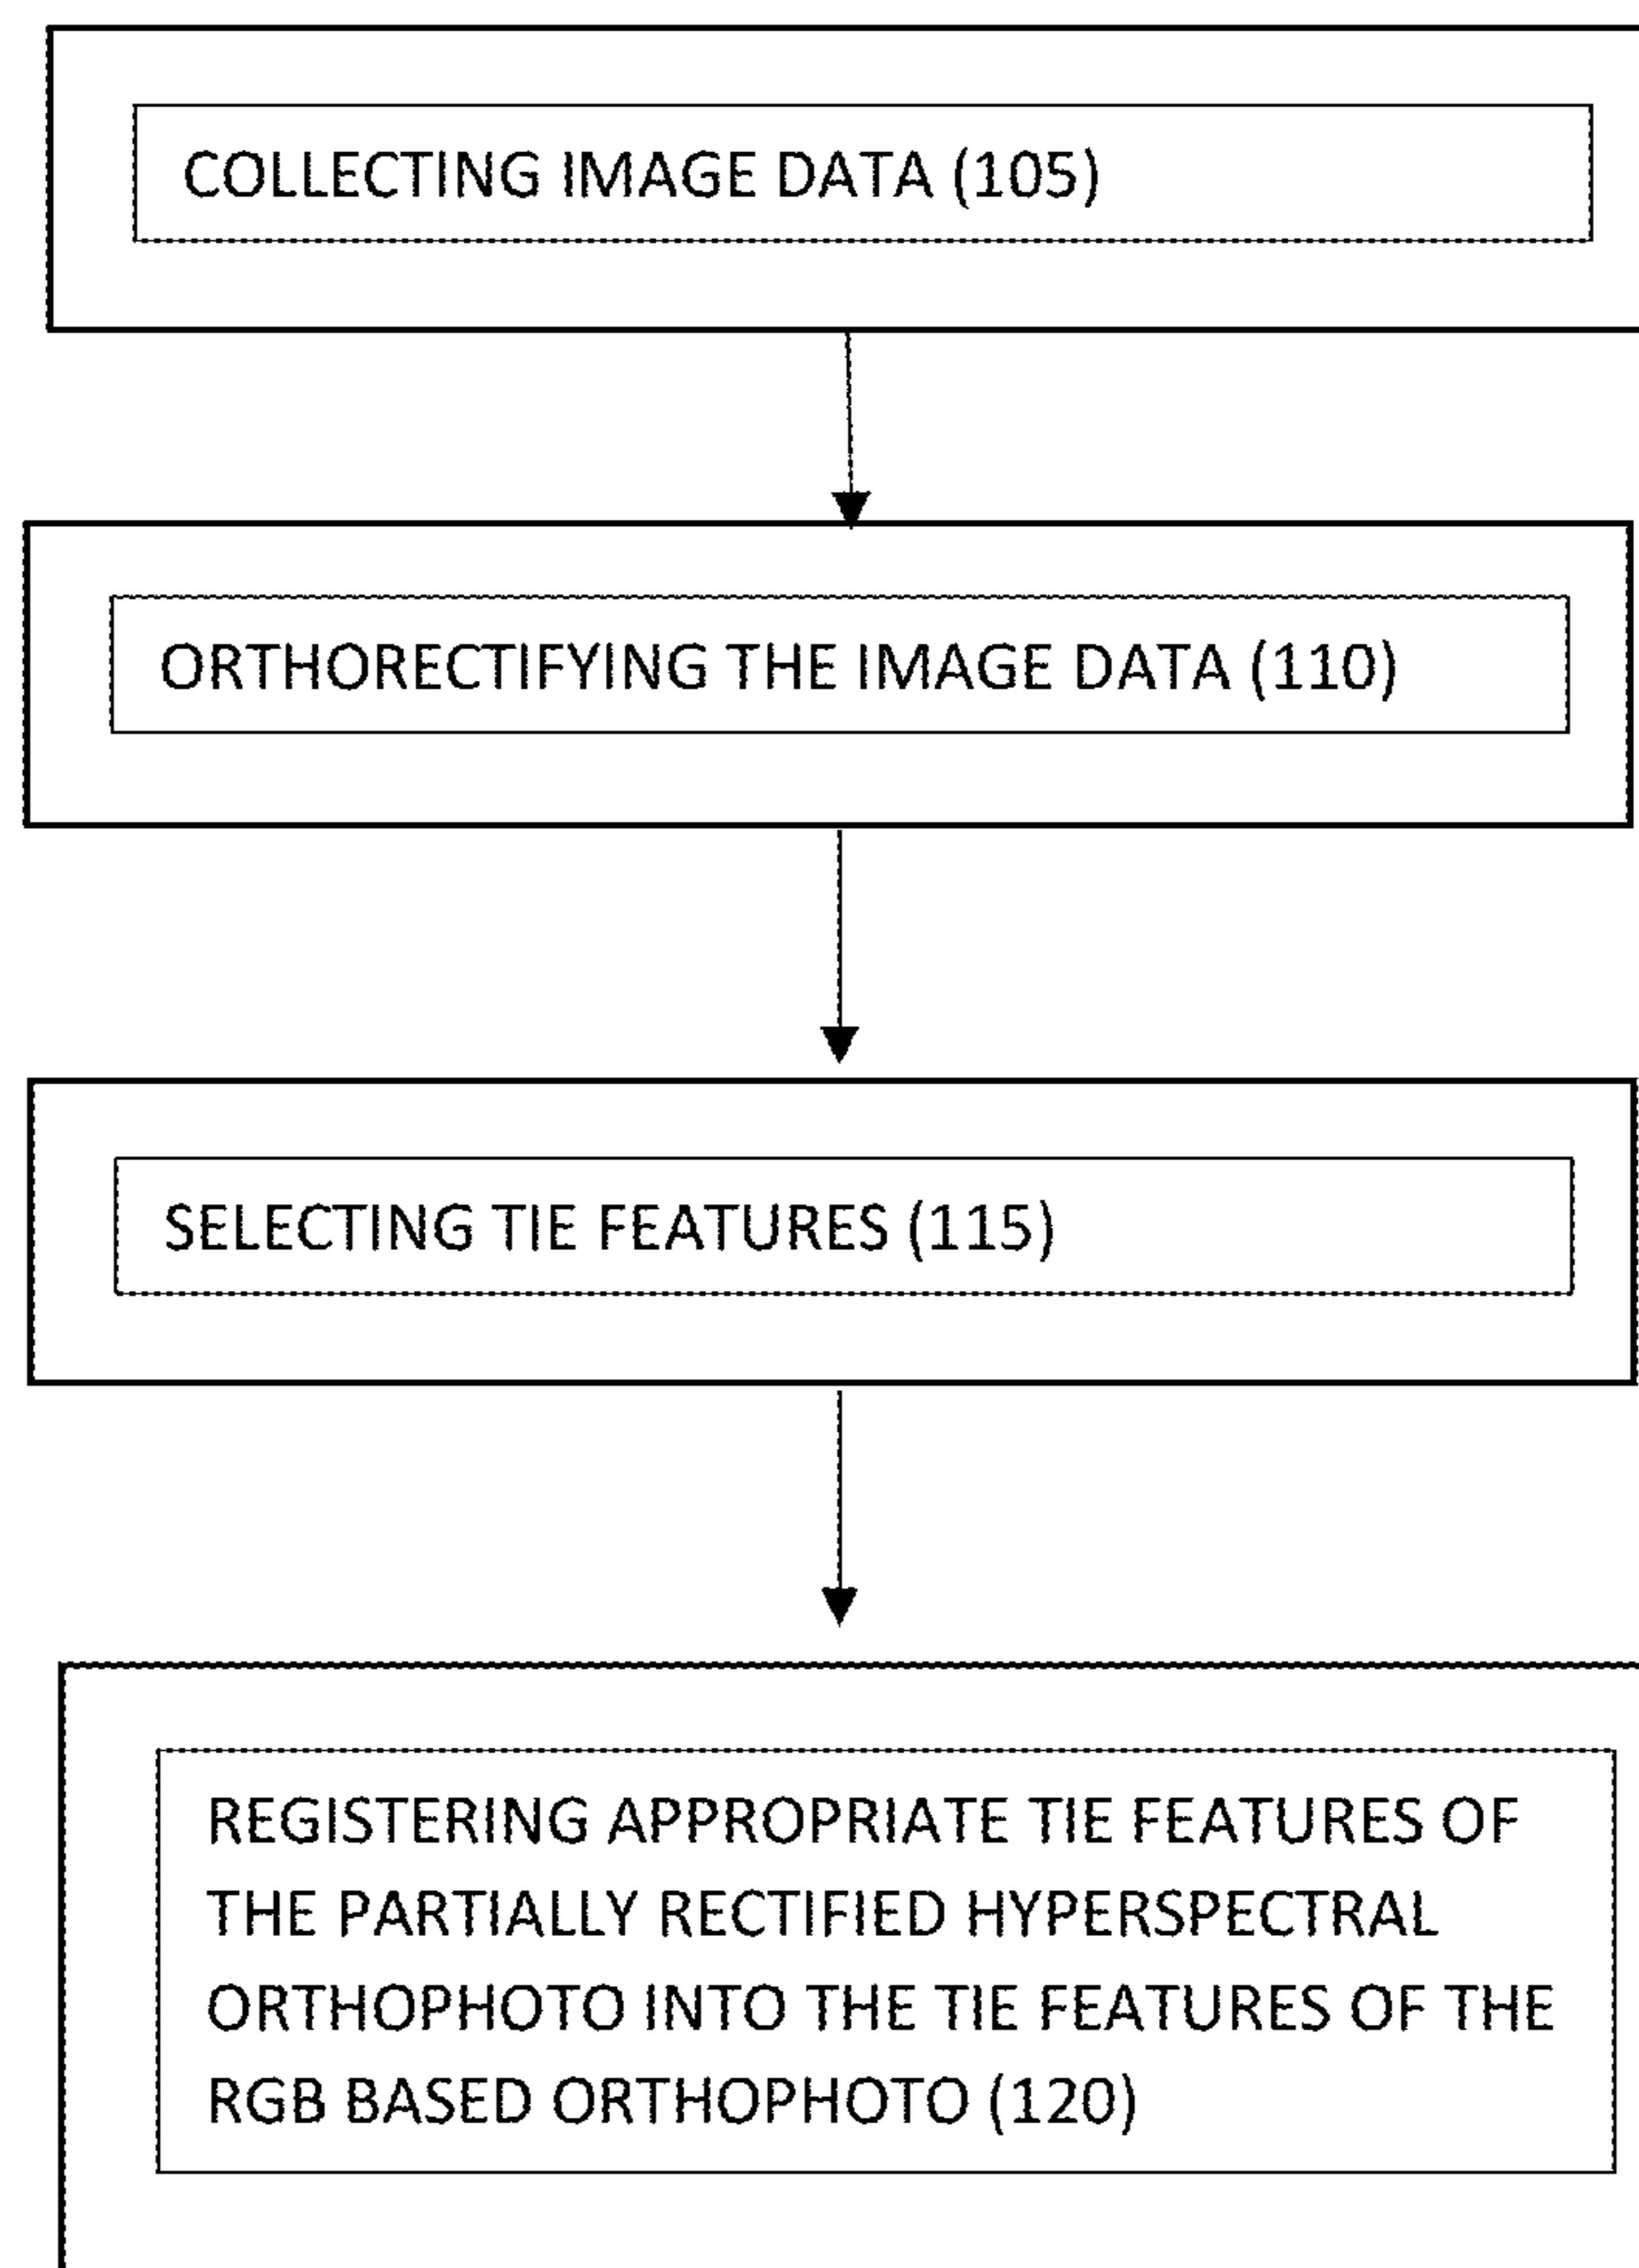 COLLECTING IMAGE DATA (105)
ORTHORECTIFYING THE IMAGE DATA (110)
SELECTING TIE FEATURES (115)
REGISTERING APPROPRIATE TIE FEATURES OF
THE PARTIALLY RECTIFIED HYPERSPECTRAL
ORTHOPHOTO INTO THE TIE FEATURES OF THE
RGB BASED ORTHOPHOTO (120)